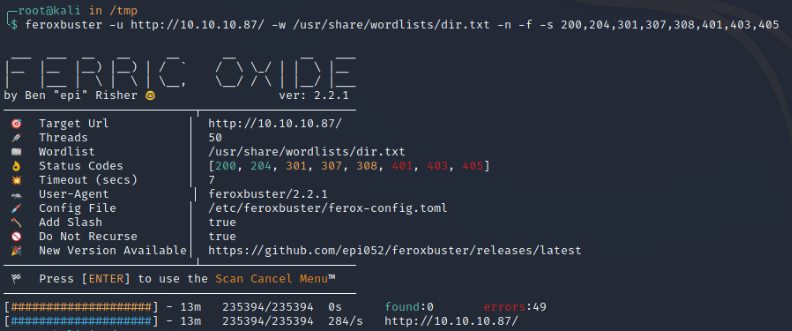 root@kali in /tmp
$ feroxbuster -u http://10.10.10.87/ -w /usr/share/wordlists/dir.txt -n -f -s 200,204,301,307,308,401,403,405
FERRIC OXIDE
by Ben "epi" Risher 🤓 ver: 2.2.1
🎯 Target Url │ http://10.10.10.87/
🚀 Threads │ 50
📖 Wordlist │ /usr/share/wordlists/dir.txt
👌 Status Codes │ [200, 204, 301, 307, 308, 401, 403, 405]
💥 Timeout (secs) │ 7
🦡 User-Agent │ feroxbuster/2.2.1
💉 Config File │ /etc/feroxbuster/ferox-config.toml
🪓 Add Slash │ true
🚫 Do Not Recurse │ true
🎉 New Version Available│ https://github.com/epi052/feroxbuster/releases/latest
🏁 Press [ENTER] to use the Scan Cancel Menu™
[####################] - 13m 235394/235394 0s found:0 errors:49
[####################] - 13m 235394/235394 284/s http://10.10.10.87/